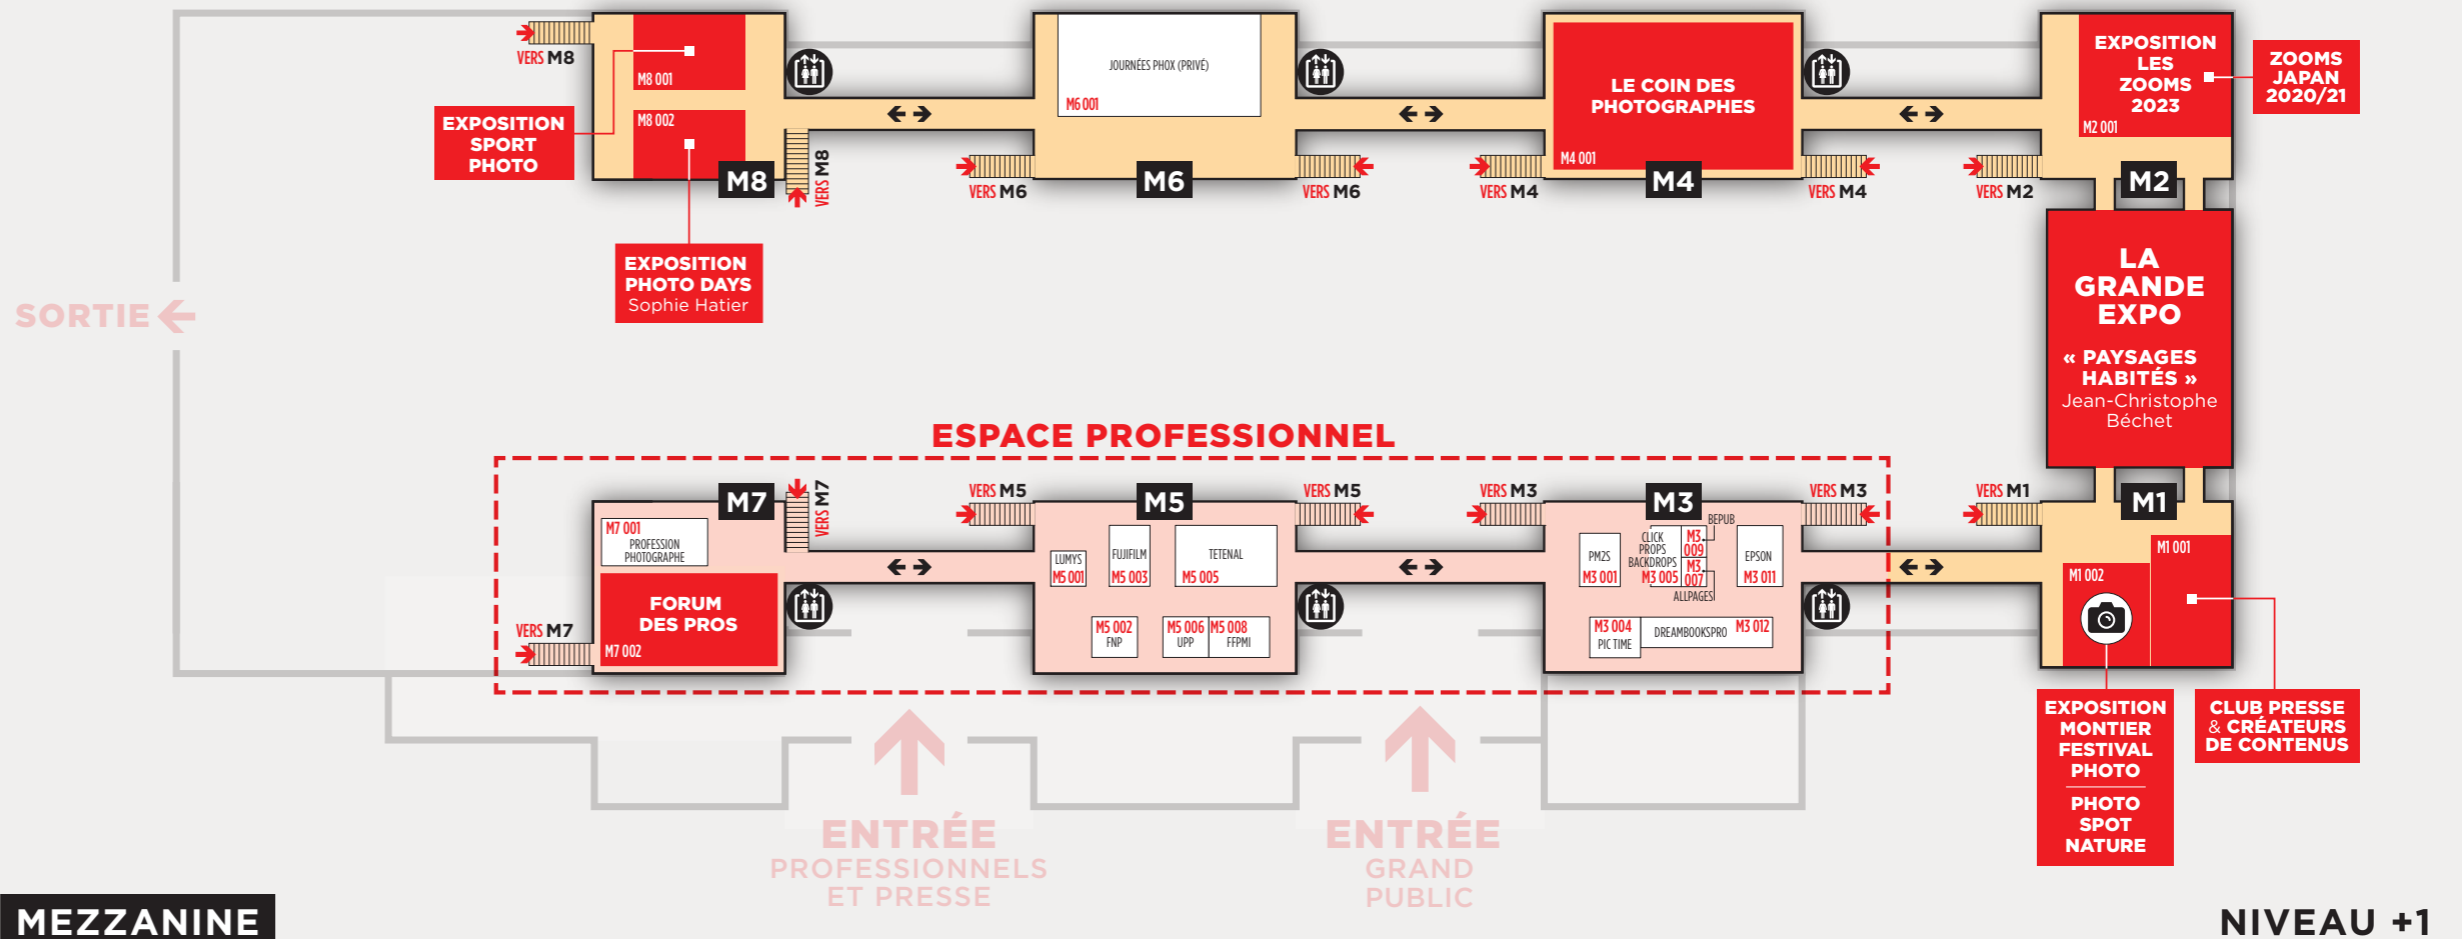 VERS M8
M8 001
M8 002
EXPOSITION
SPORT
PHOTO
M8
VERS M8
EXPOSITION
PHOTO DAYS
Sophie Hatier
JOURNÉES PHOX (PRIVÉ)
M6 001
M6
VERS M6
VERS M6
LE COIN DES
PHOTOGRAPHES
M4 001
M4
VERS M4
VERS M4
EXPOSITION
LES
ZOOMS
2023
M2 001
ZOOMS
JAPAN
2020/21
M2
VERS M2
LA
GRANDE
EXPO
« PAYSAGES
HABITÉS »
Jean-Christophe
Béchet
SORTIE
ESPACE PROFESSIONNEL
M7
VERS M7
M7 001
PROFESSION
PHOTOGRAPHE
FORUM
DES PROS
M7 002
VERS M7
VERS M5
M5
VERS M5
LUMYS
M5 001
FUJIFILM
M5 003
TETENAL
M5 005
M5 002
FNP
M5 006
UPP
M5 008
FFPMI
VERS M3
M3
VERS M3
PM2S
M3 001
CLICK
PROPS
BACKDROPS
M3 005
BEPUB
M3
009
M3
007
ALLPAGES
EPSON
M3 011
M3 004
PIC TIME
DREAMBOOKSPRO
M3 012
VERS M1
M1
M1 001
M1 002
EXPOSITION
MONTIER
FESTIVAL
PHOTO
PHOTO
SPOT
NATURE
CLUB PRESSE
& CRÉATEURS
DE CONTENUS
ENTRÉE
PROFESSIONNELS
ET PRESSE
ENTRÉE
GRAND
PUBLIC
MEZZANINE
NIVEAU +1